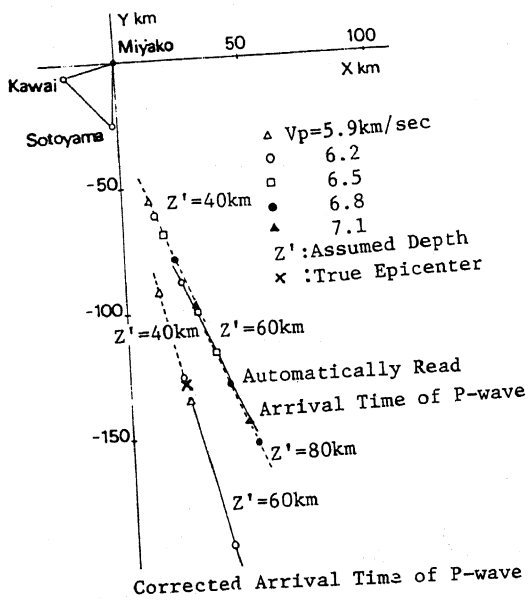 Y km
Miyako
50
100
X km
Kawai
Sotoyama
△ Vp=5.9km/sec
○ 6.2
□ 6.5
● 6.8
▲ 7.1
Z':Assumed Depth
× :True Epicenter
-50
Z'=40km
-100
Z'=40km
Z'=60km
Automatically Read
Arrival Time of P-wave
-150
Z'=80km
Z'=60km
Corrected Arrival Time of P-wave